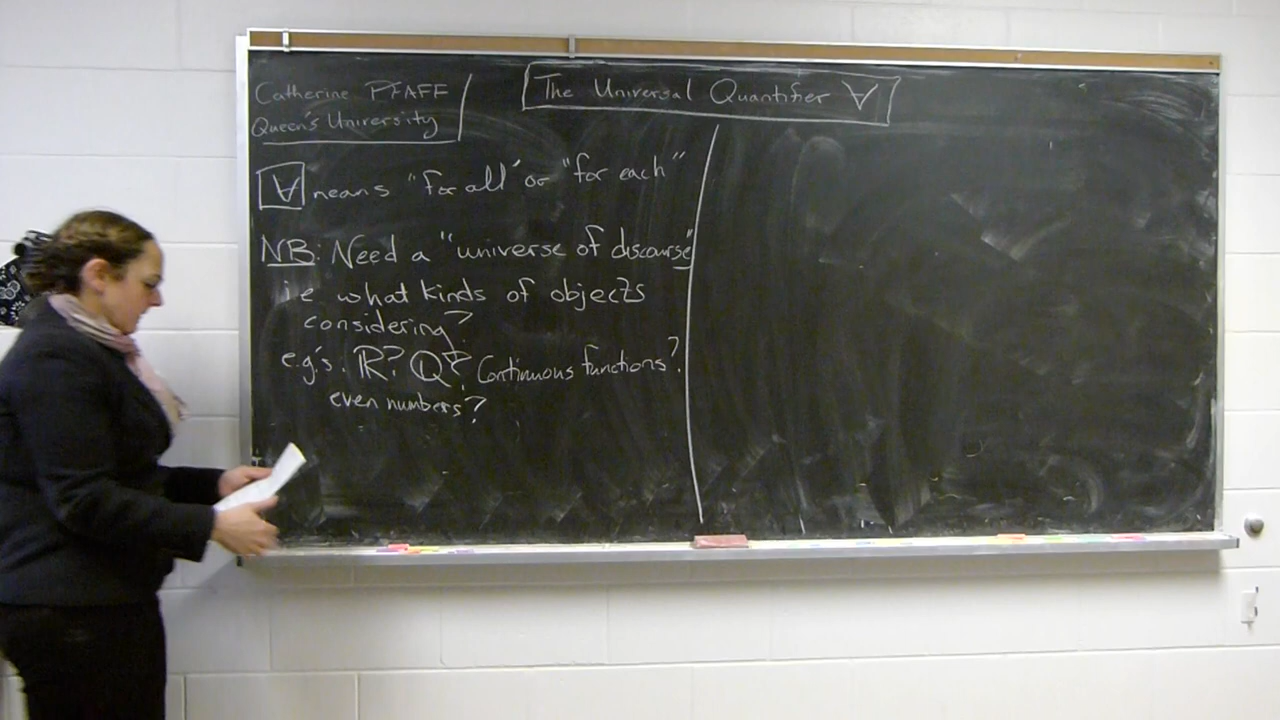 Catherine PFAFF
Queen's University
The Universal Quantifier ∀
∀ means "for all" or "for each"
NB: Need a "universe of discourse"
ie what kinds of objects
considering?
e.g.'s: ℝ? ℚ? Continuous functions?
even numbers?